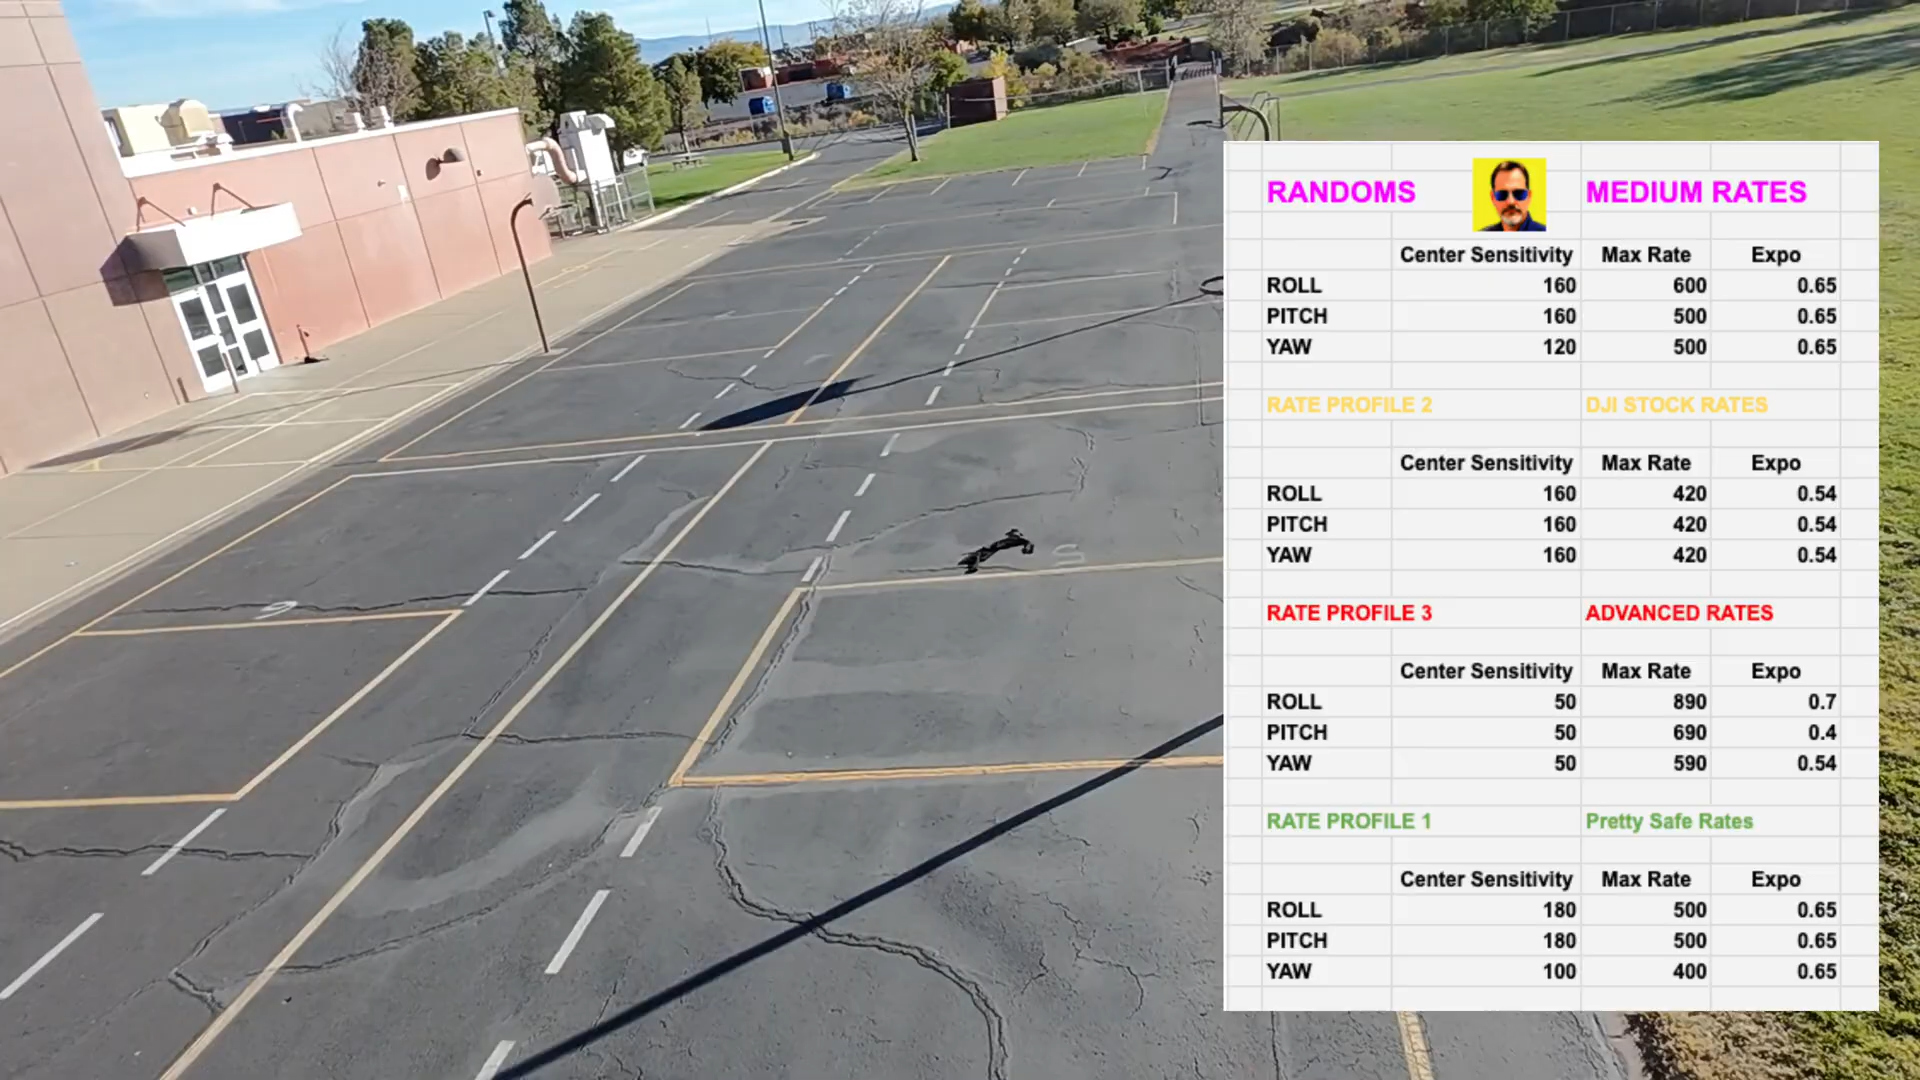 RANDOMS MEDIUM RATES
Center Sensitivity Max Rate Expo
ROLL 160 600 0.65
PITCH 160 500 0.65
YAW 120 500 0.65
RATE PROFILE 2 DJI STOCK RATES
Center Sensitivity Max Rate Expo
ROLL 160 420 0.54
PITCH 160 420 0.54
YAW 160 420 0.54
RATE PROFILE 3 ADVANCED RATES
Center Sensitivity Max Rate Expo
ROLL 50 890 0.7
PITCH 50 690 0.4
YAW 50 590 0.54
RATE PROFILE 1 Pretty Safe Rates
Center Sensitivity Max Rate Expo
ROLL 180 500 0.65
PITCH 180 500 0.65
YAW 100 400 0.65